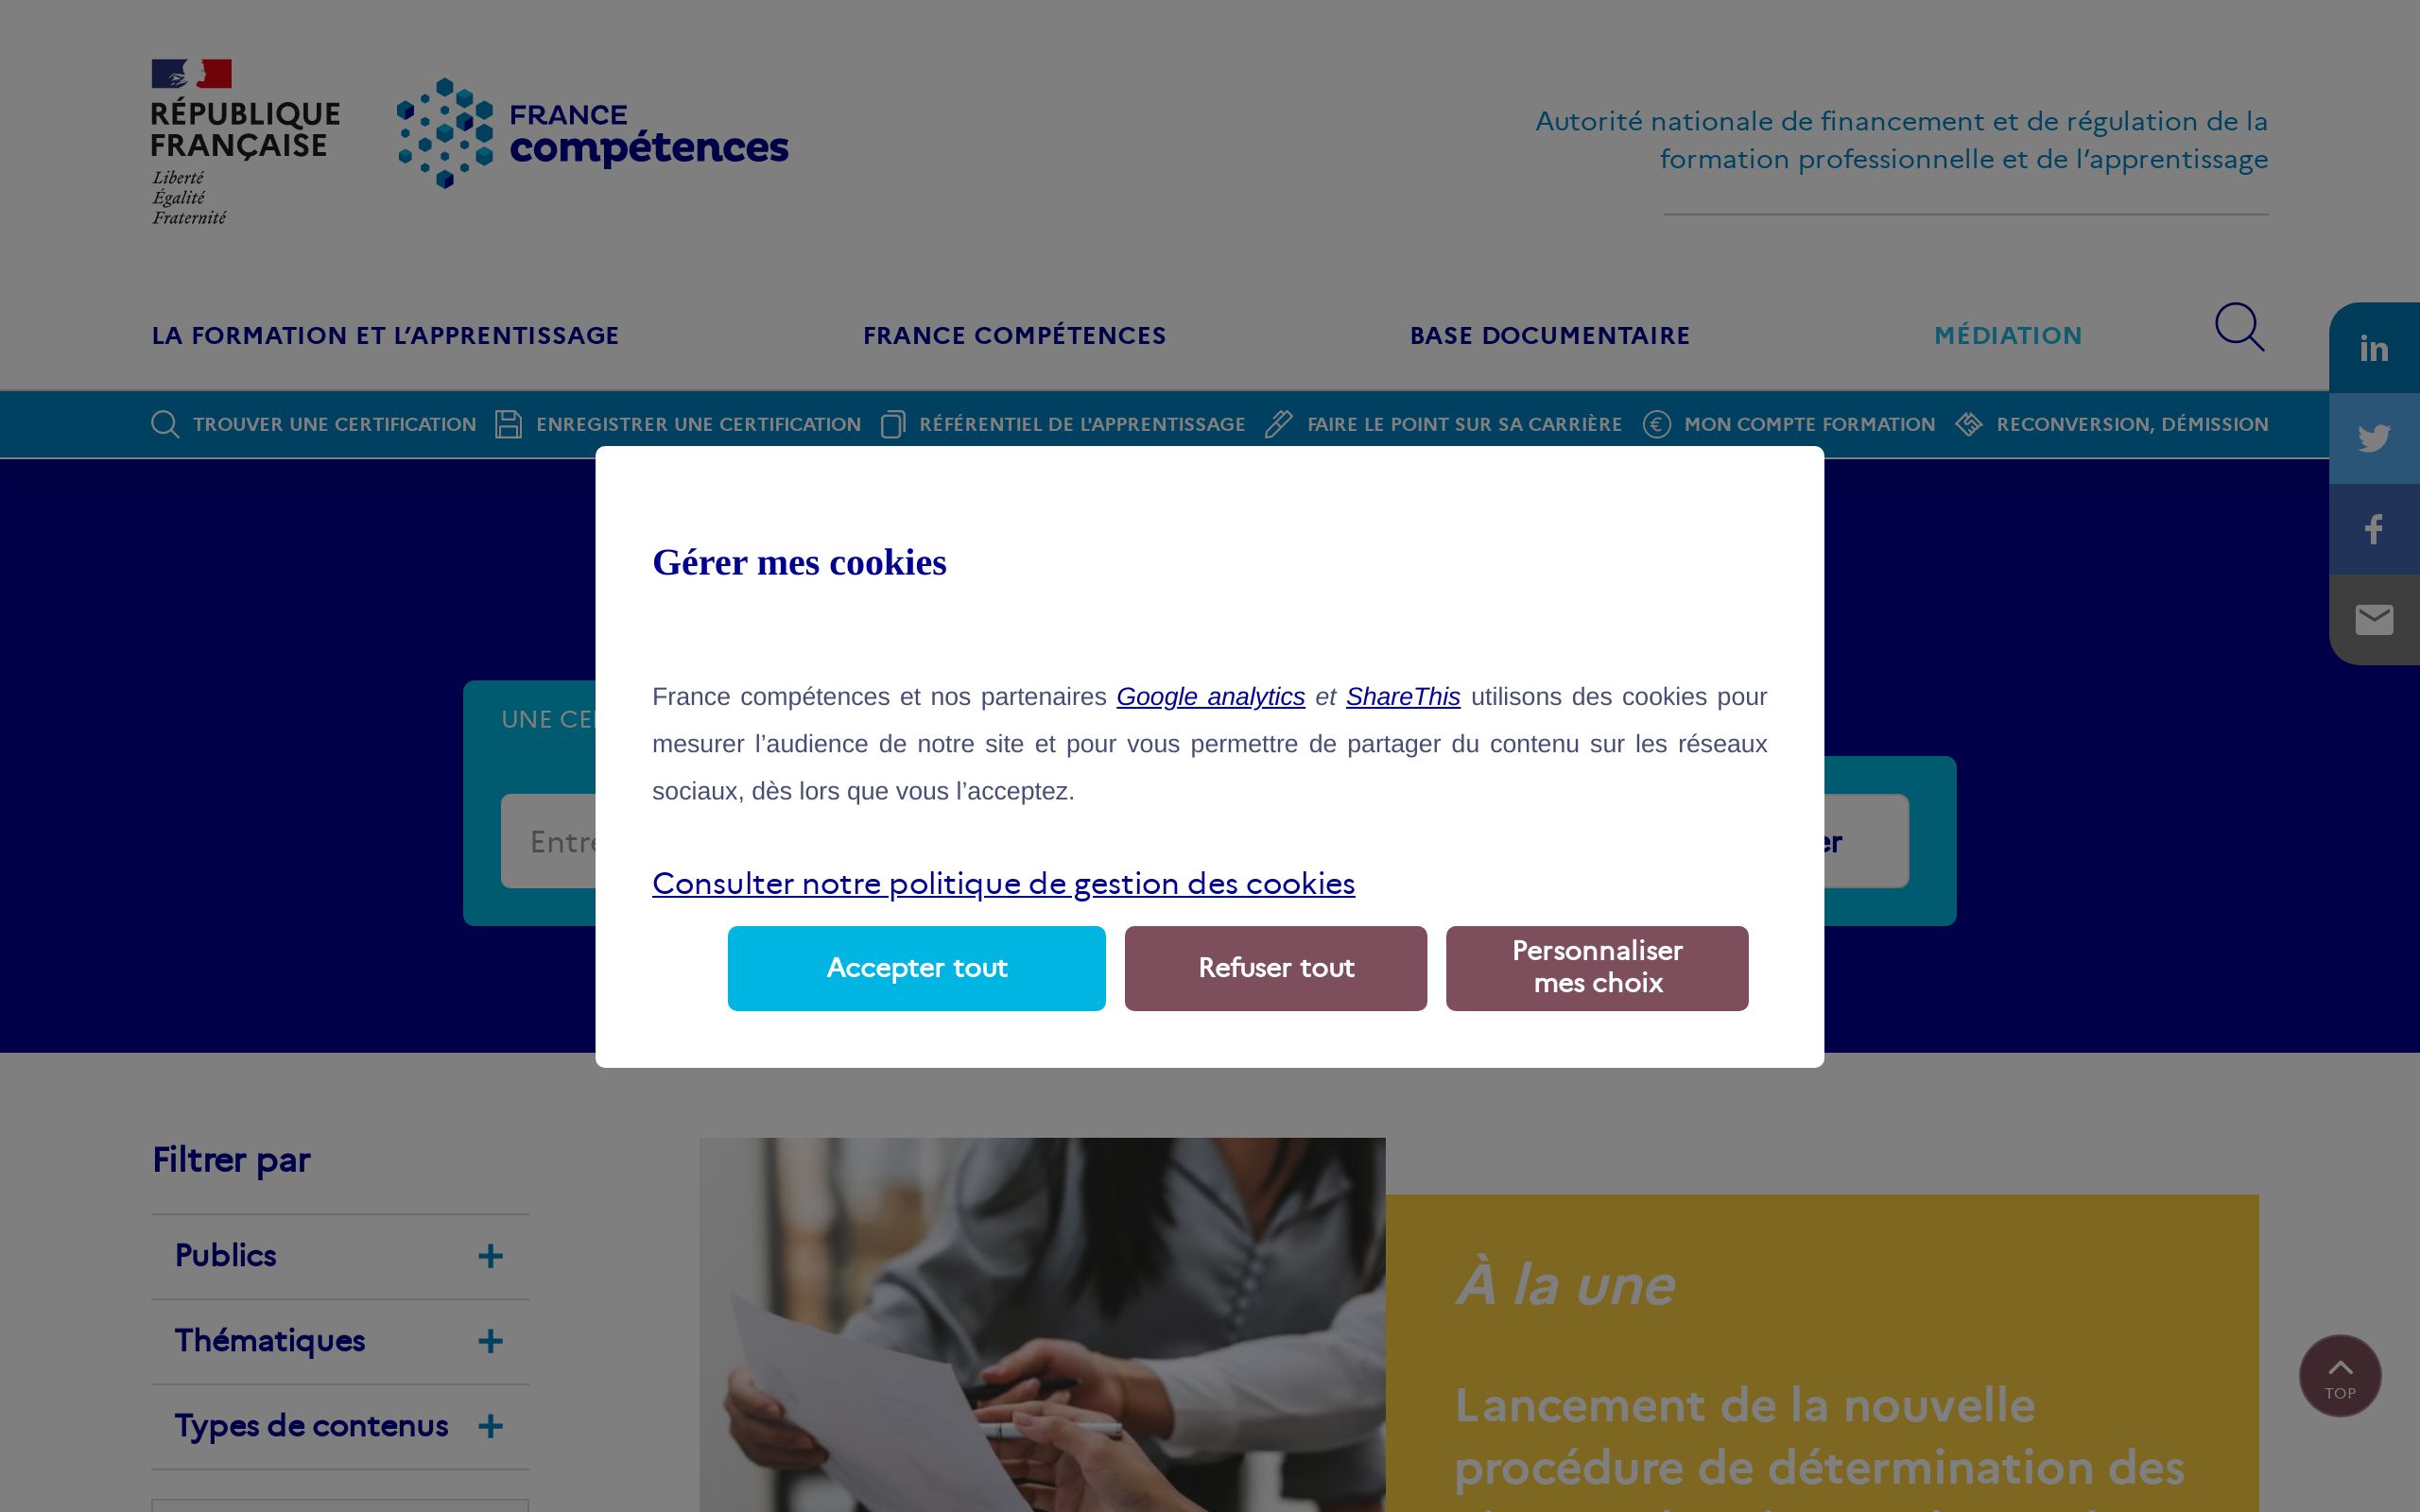 RÉPUBLIQUE
FRANÇAISE
Liberté
Égalité
Fraternité
FRANCE
compétences
Autorité nationale de financement et de régulation de la
formation professionnelle et de l’apprentissage
LA FORMATION ET L’APPRENTISSAGE
FRANCE COMPÉTENCES
BASE DOCUMENTAIRE
MÉDIATION
TROUVER UNE CERTIFICATION
ENREGISTRER UNE CERTIFICATION
RÉFÉRENTIEL DE L'APPRENTISSAGE
FAIRE LE POINT SUR SA CARRIÈRE
MON COMPTE FORMATION
RECONVERSION, DÉMISSION
in
Gérer mes cookies
France compétences et nos partenaires Google analytics et ShareThis utilisons des cookies pour
mesurer l’audience de notre site et pour vous permettre de partager du contenu sur les réseaux
sociaux, dès lors que vous l’acceptez.
UNE
Consulter notre politique de gestion des cookies
Accepter tout
Refuser tout
Personnaliser
mes choix
Filtrer par
Publics
Thématiques
Types de contenus
À la une
Lancement de la nouvelle
procédure de détermination des
TOP